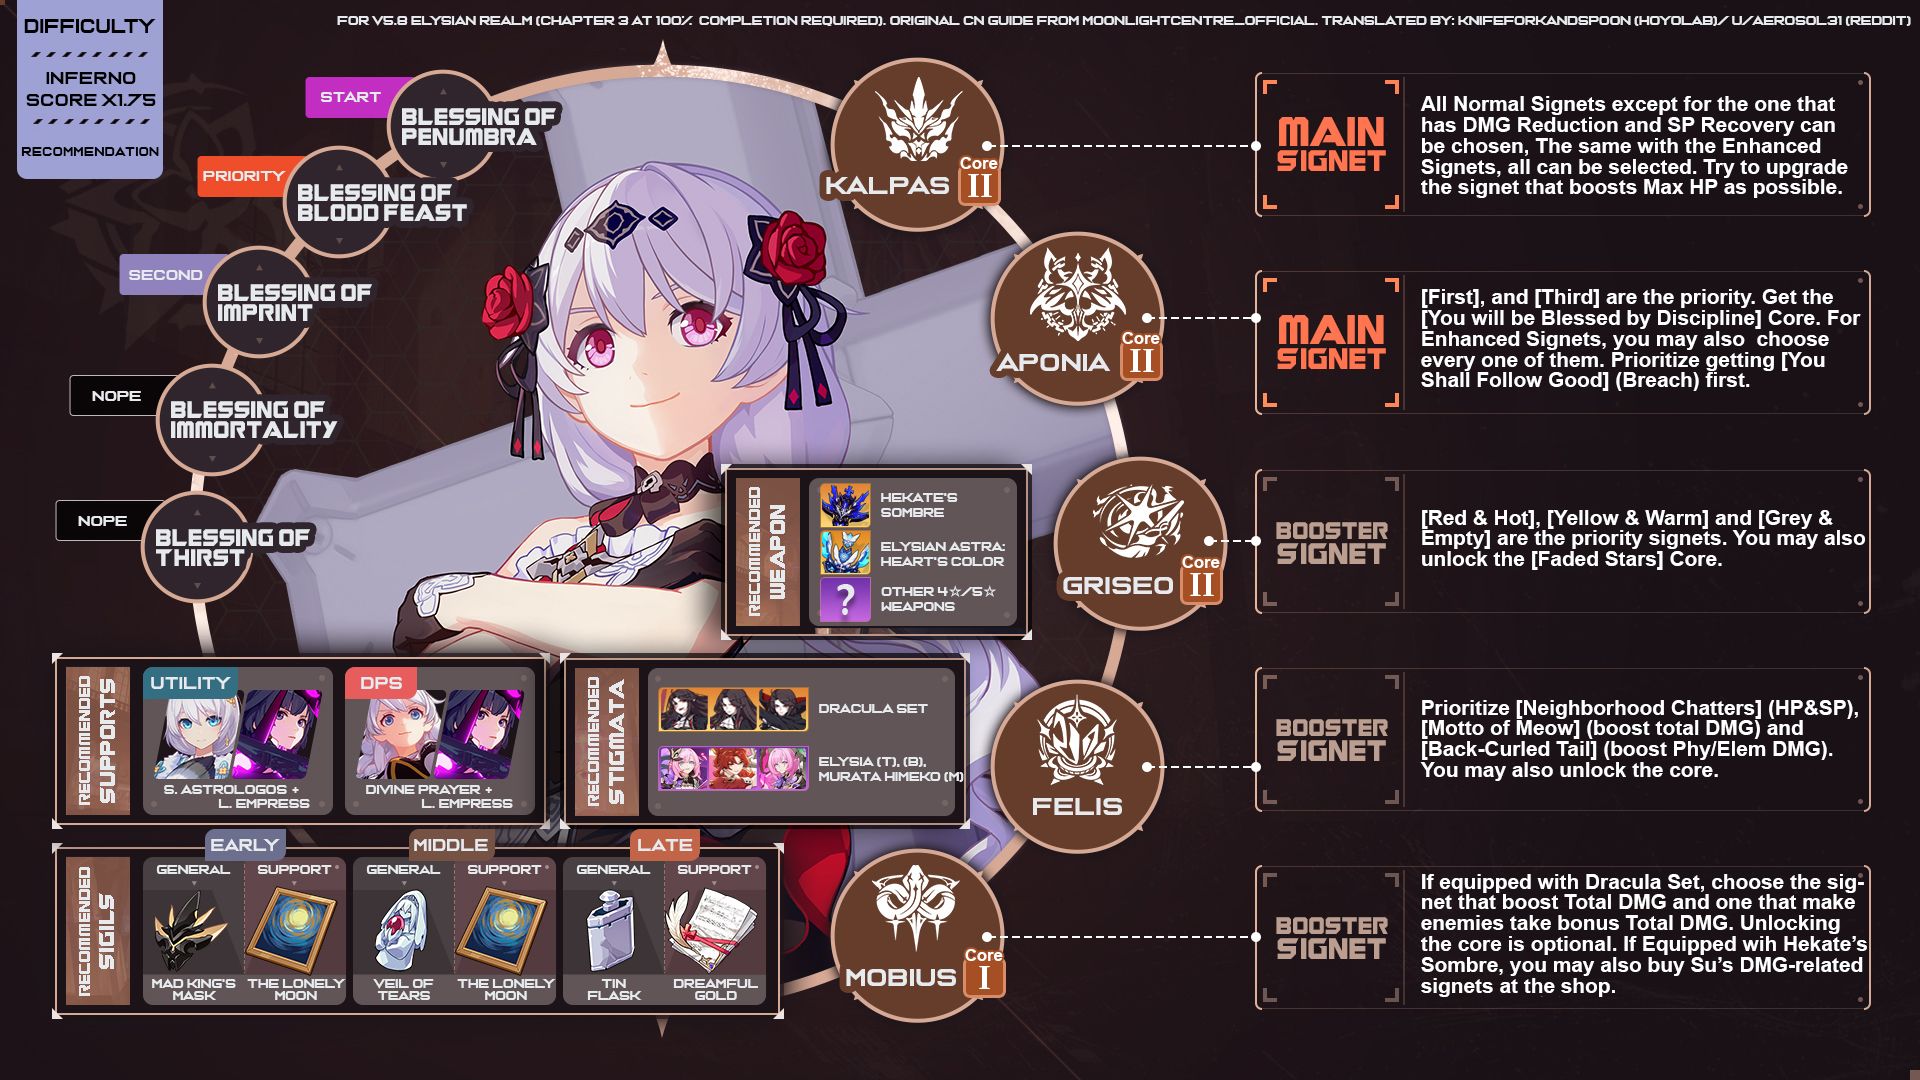 DIFFICULTY
INFERNO
SCORE X1.75
RECOMMENDATION
FOR V5.8 ELYSIAN REALM (CHAPTER 3 AT 100% COMPLETION REQUIRED). ORIGINAL CN GUIDE FROM MOONLIGHTCENTRE_OFFICIAL. TRANSLATED BY: KNIFEFORKANDSPOON (HOYOLAB)/ U/AEROSOL31 (REDDIT)
START
BLESSING OF
PENUMBRA
PRIORITY
BLESSING OF
BLODD FEAST
SECOND
BLESSING OF
IMPRINT
NOPE
BLESSING OF
IMMORTALITY
NOPE
BLESSING OF
THIRST
KALPAS
Core
II
MAIN
SIGNET
All Normal Signets except for the one that
has DMG Reduction and SP Recovery can
be chosen, The same with the Enhanced
Signets, all can be selected. Try to upgrade
the signet that boosts Max HP as possible.
APONIA
Core
II
MAIN
SIGNET
[First], and [Third] are the priority. Get the
[You will be Blessed by Discipline] Core. For
Enhanced Signets, you may also choose
every one of them. Prioritize getting [You
Shall Follow Good] (Breach) first.
GRISEO
Core
II
BOOSTER
SIGNET
[Red & Hot], [Yellow & Warm] and [Grey &
Empty] are the priority signets. You may also
unlock the [Faded Stars] Core.
FELIS
BOOSTER
SIGNET
Prioritize [Neighborhood Chatters] (HP&SP),
[Motto of Meow] (boost total DMG) and
[Back-Curled Tail] (boost Phy/Elem DMG).
You may also unlock the core.
MOBIUS
Core
I
BOOSTER
SIGNET
If equipped with Dracula Set, choose the sig-
net that boost Total DMG and one that make
enemies take bonus Total DMG. Unlocking
the core is optional. If Equipped wih Hekate's
Sombre, you may also buy Su's DMG-related
signets at the shop.
RECOMMENDED
WEAPON
HEKATE'S
SOMBRE
ELYSIAN ASTRA:
HEART'S COLOR
?
OTHER 4☆/5☆
WEAPONS
RECOMMENDED
SUPPORTS
UTILITY
S. ASTROLOGOS +
L. EMPRESS
DPS
DIVINE PRAYER +
L. EMPRESS
RECOMMENDED
STIGMATA
DRACULA SET
ELYSIA (T), (B),
MURATA HIMEKO (M)
RECOMMENDED
SIGILS
EARLY
GENERAL
MAD KING'S
MASK
SUPPORT
THE LONELY
MOON
MIDDLE
GENERAL
VEIL OF
TEARS
SUPPORT
THE LONELY
MOON
LATE
GENERAL
TIN
FLASK
SUPPORT
DREAMFUL
GOLD